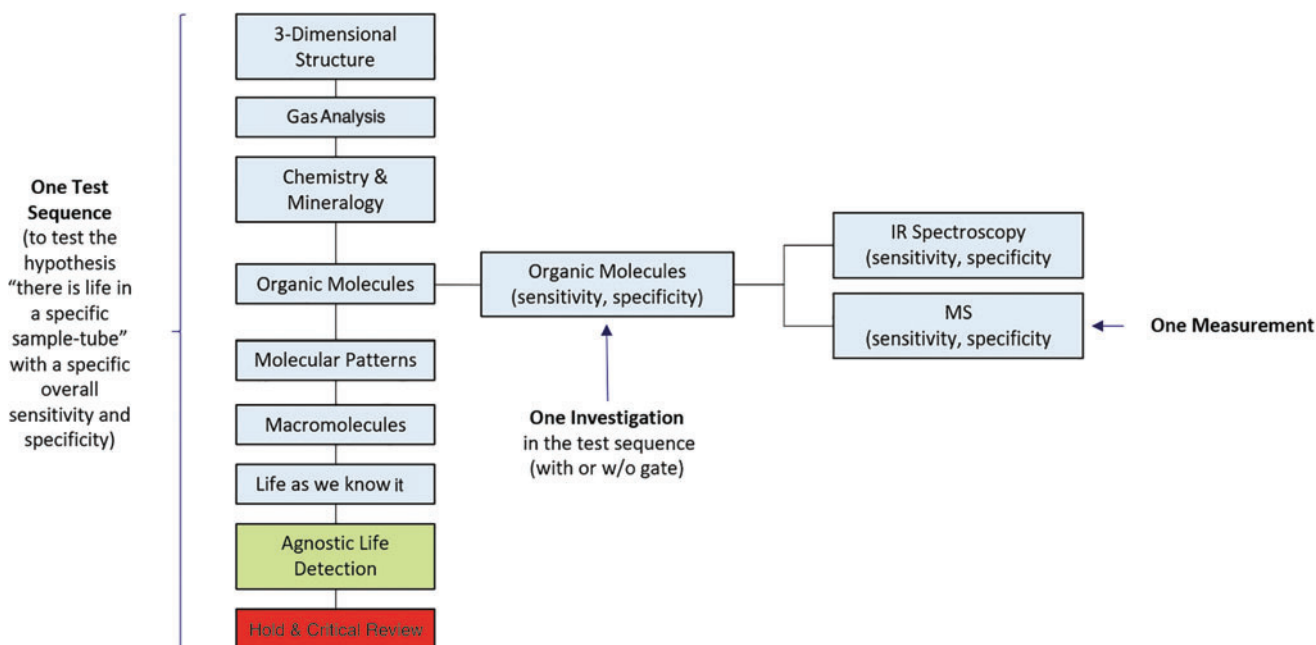 One Test
Sequence
(to test the
hypothesis
“there is life in
a specific
sample-tube”
with a specific
overall
sensitivity and
specificity)
3-Dimensional
Structure
Gas Analysis
Chemistry &
Mineralogy
Organic Molecules
Molecular Patterns
Macromolecules
Life as we know it
Agnostic Life
Detection
Hold & Critical Review
Organic Molecules
(sensitivity, specificity)
One Investigation
in the test sequence
(with or w/o gate)
IR Spectroscopy
(sensitivity, specificity
MS
(sensitivity, specificity
One Measurement